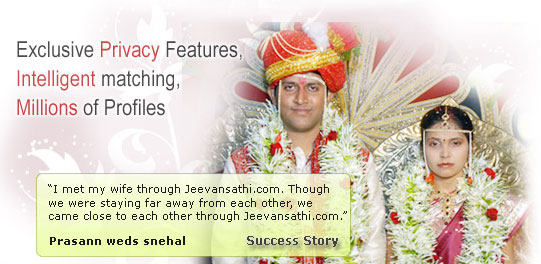 Exclusive Privacy Features,
Intelligent matching,
Millions of Profiles
“I met my wife through Jeevansathi.com. Though
we were staying far away from each other, we
came close to each other through Jeevansathi.com.”
Prasann weds snehal Success Story